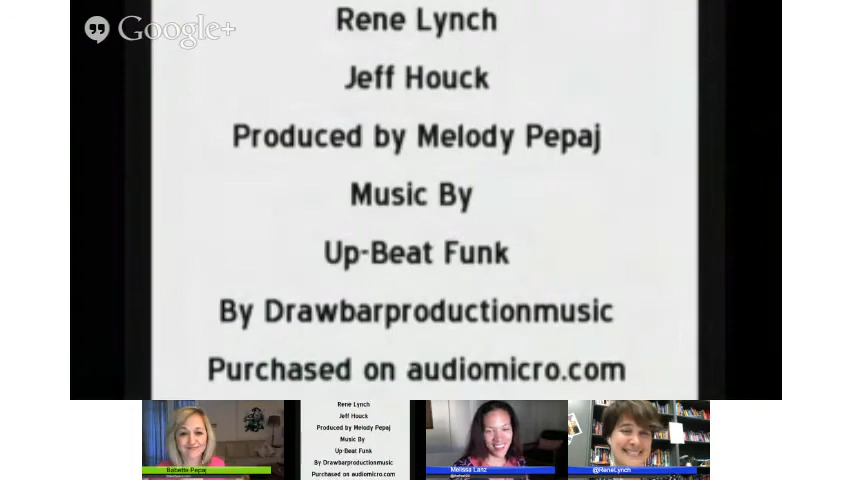 Google+
Rene Lynch
Jeff Houck
Produced by Melody Pepaj
Music By
Up-Beat Funk
By Drawbarproductionmusic
Purchased on audiomicro.com
Babette Pepaj
Rene Lynch
Jeff Houck
Produced by Melody Pepaj
Music By
Up-Beat Funk
By Drawbarproductionmusic
Purchased on audiomicro.com
Melissa Lanz
@ReneLynch